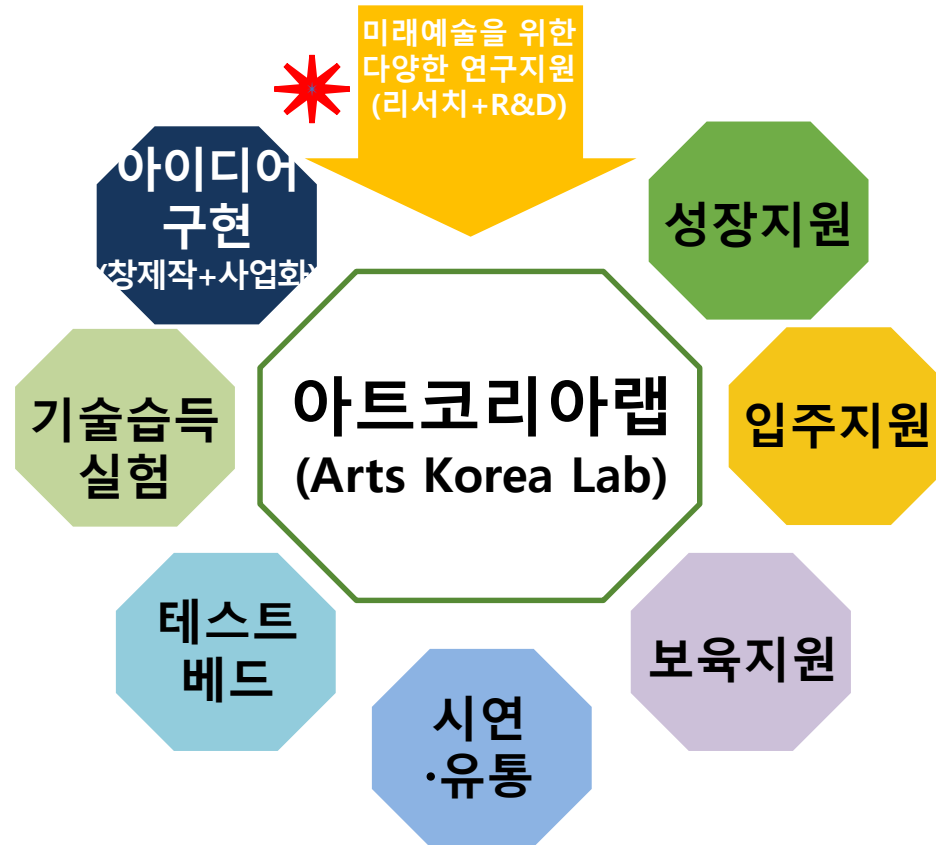 미래예술을 위한
다양한 연구지원
(리서치+R&D)
아이디어
구현
(창제작+사업화)
성장지원
기술습득
실험
아트코리아랩
(Arts Korea Lab)
입주지원
테스트
베드
보육지원
시연
·유통